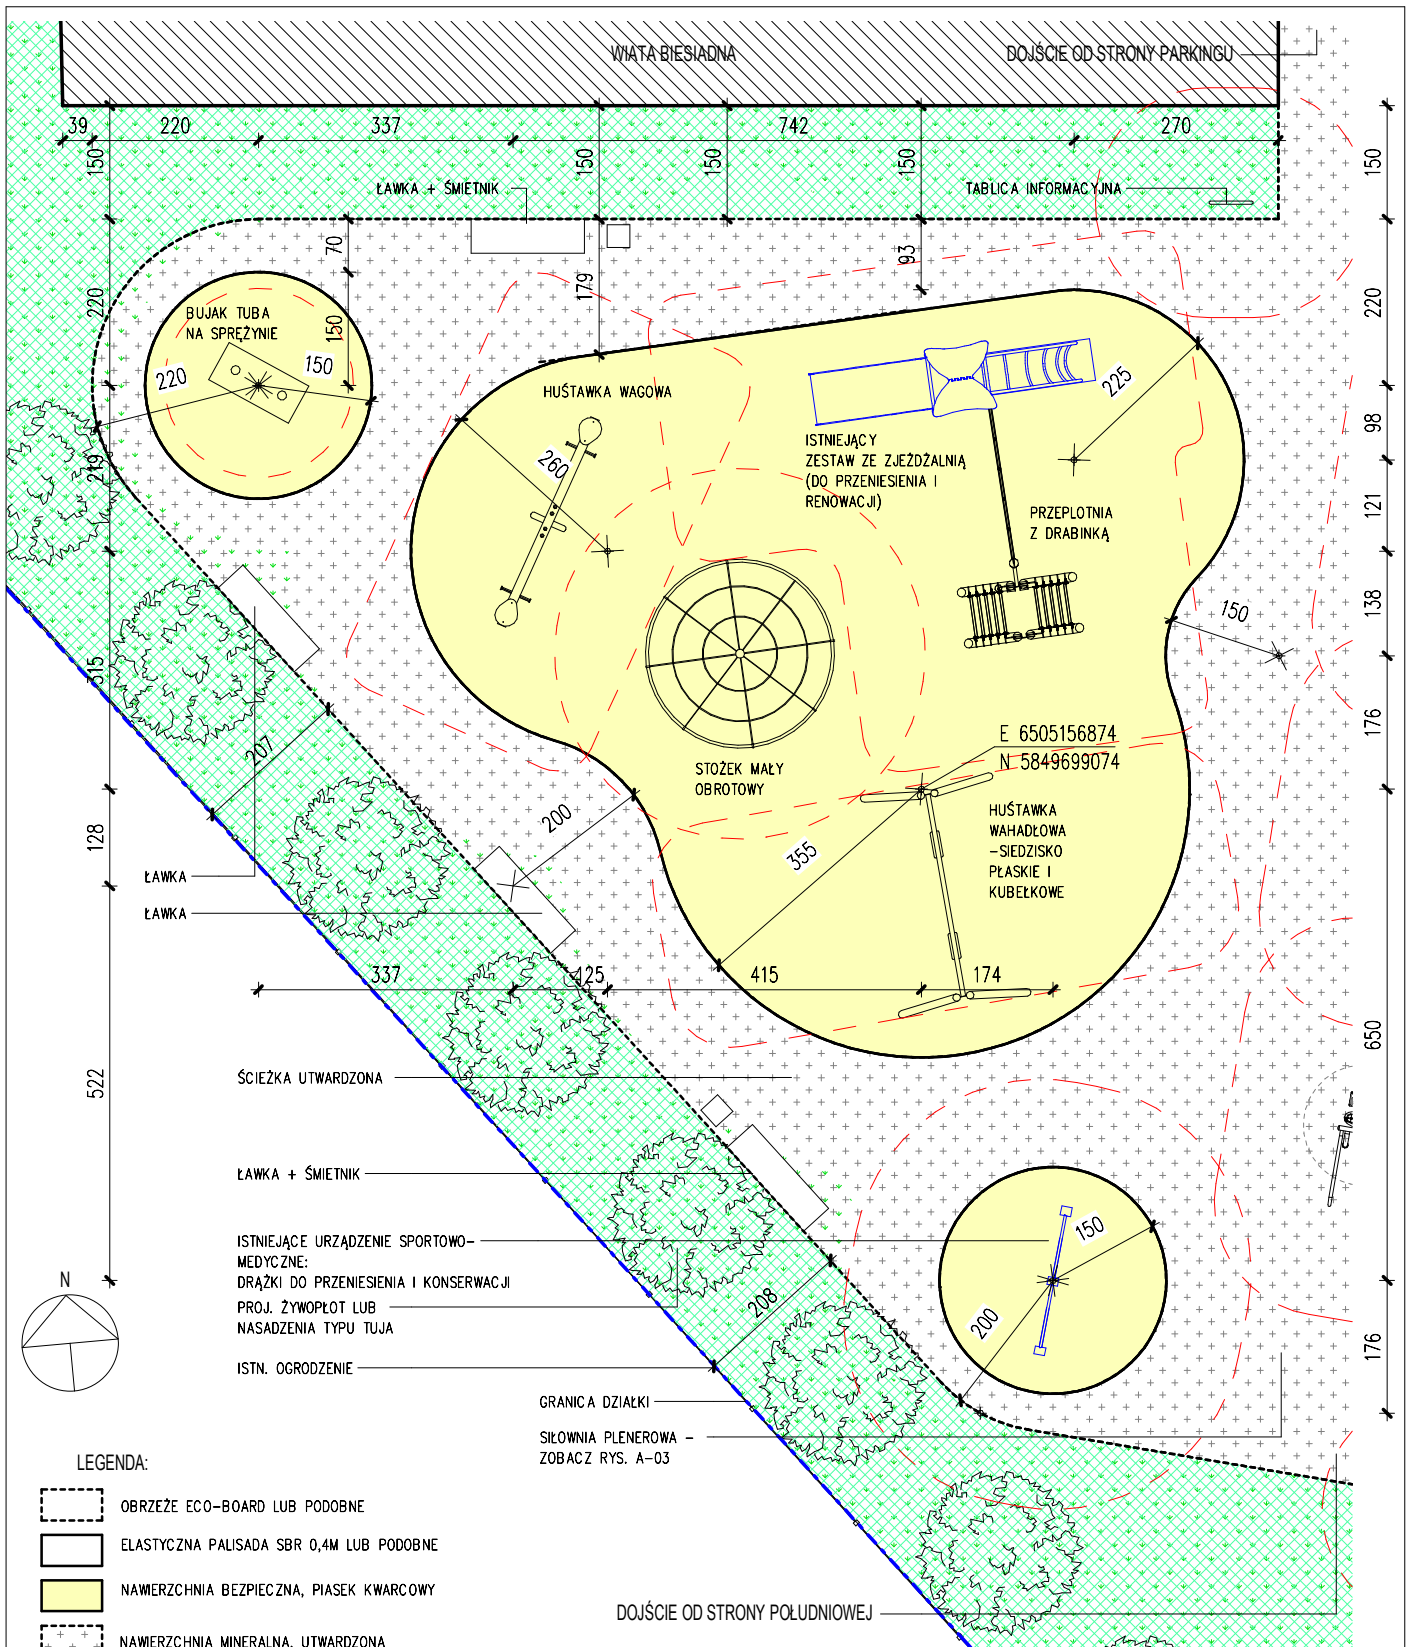 WIATA BIESIADNA
DOJŚCIE OD STRONY PARKINGU
39
220
337
742
270
150
150
150
150
150
ŁAWKA + ŚMIETNIK
TABLICA INFORMACYJNA
70
179
93
220
220
BUJAK TUBA
NA SPRĘŻYNIE
150
150
220
HUŚTAWKA WAGOWA
225
98
219
260
ISTNIEJĄCY
ZESTAW ZE ZJEŻDŻALNIĄ
(DO PRZENIESIENIA I
RENOWACJI)
PRZEPLOTNIA
Z DRABINKĄ
121
138
150
315
207
176
E 6505156874
N 5849699074
STOŻEK MAŁY
OBROTOWY
HUŚTAWKA
WAHADŁOWA
-SIEDZISKO
PŁASKIE I
KUBEŁKOWE
200
355
128
ŁAWKA
ŁAWKA
337
125
415
174
650
522
ŚCIEŻKA UTWARDZONA
ŁAWKA + ŚMIETNIK
150
ISTNIEJĄCE URZĄDZENIE SPORTOWO-
MEDYCZNE:
DRĄŻKI DO PRZENIESIENIA I KONSERWACJI
N
PROJ. ŻYWOPŁOT LUB
NASADZENIA TYPU TUJA
208
200
176
ISTN. OGRODZENIE
GRANICA DZIAŁKI
SIŁOWNIA PLENEROWA -
ZOBACZ RYS. A-03
LEGENDA:
OBRZEŻE ECO-BOARD LUB PODOBNE
ELASTYCZNA PALISADA SBR 0,4M LUB PODOBNE
NAWIERZCHNIA BEZPIECZNA, PIASEK KWARCOWY
DOJŚCIE OD STRONY POŁUDNIOWEJ
NAWIERZCHNIA MINERALNA, UTWARDZONA